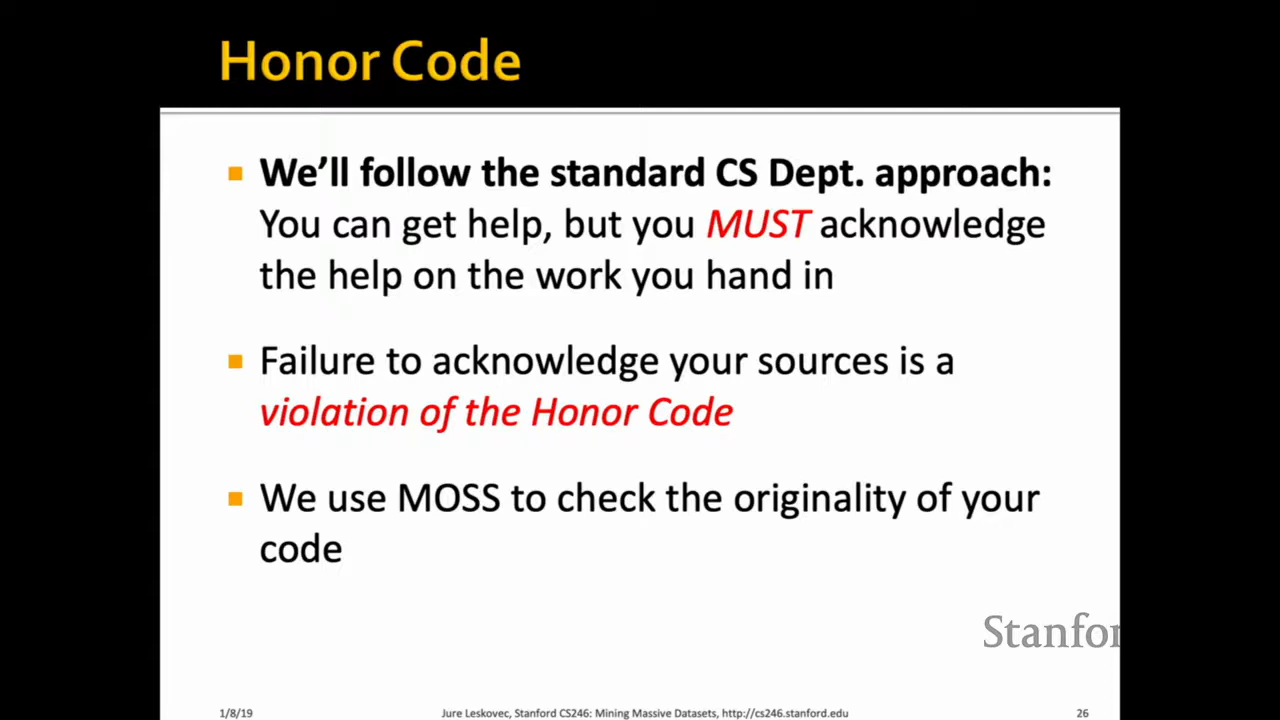 Honor Code
We'll follow the standard CS Dept. approach:
You can get help, but you MUST acknowledge
the help on the work you hand in
Failure to acknowledge your sources is a
violation of the Honor Code
We use MOSS to check the originality of your
code
Stanfor
1/8/19 Jure Leskovec, Stanford CS246: Mining Massive Datasets, http://cs246.stanford.edu 26